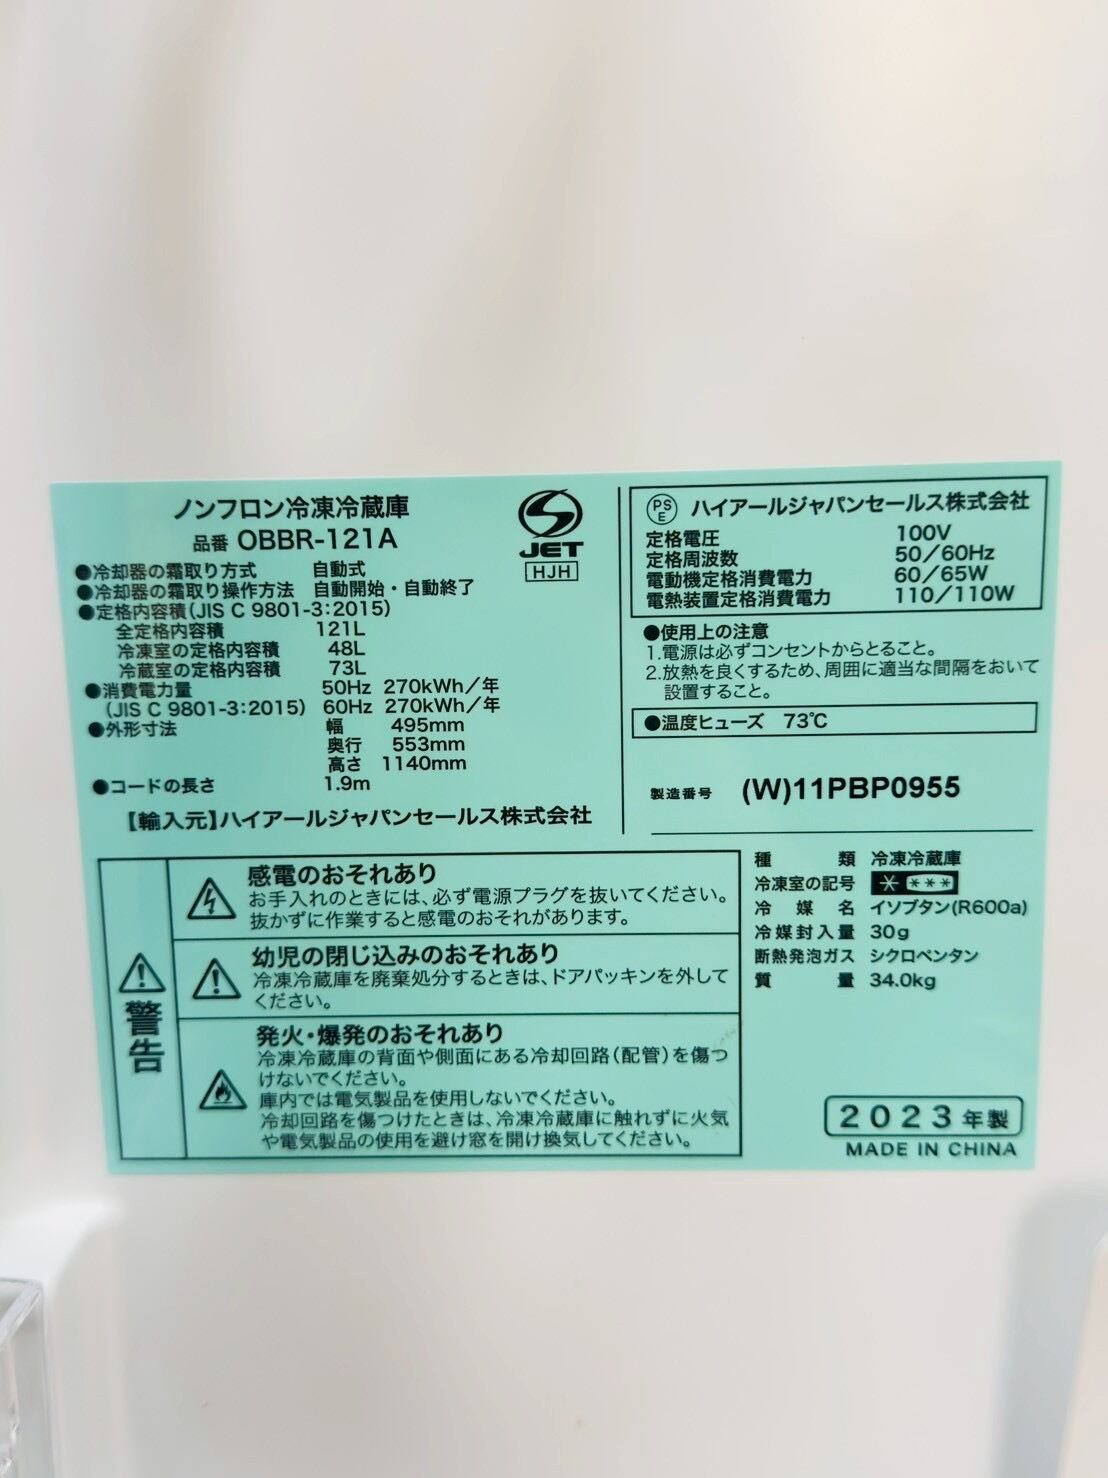 ノンフロン冷凍冷蔵庫
品番 OBBR-121A
JET
HJH
●冷却器の霜取り方式 自動式
●冷却器の霜取り操作方法 自動開始・自動終了
●定格内容積(JIS C 9801-3:2015)
全定格内容積 121L
冷凍室の定格内容積 48L
冷蔵室の定格内容積 73L
●消費電力量 50Hz 270kWh/年
(JIS C 9801-3:2015) 60Hz 270kWh/年
●外形寸法 幅 495mm
奥行 553mm
高さ 1140mm
●コードの長さ 1.9m
【輸入元】ハイアールジャパンセールス株式会社
PSE ハイアールジャパンセールス株式会社
定格電圧 100V
定格周波数 50/60Hz
電動機定格消費電力 60/65W
電熱装置定格消費電力 110/110W
●使用上の注意
1.電源は必ずコンセントからとること。
2.放熱を良くするため、周囲に適当な間隔をおいて
設置すること。
●温度ヒューズ 73℃
製造番号 (W)11PBP0955
警告
感電のおそれあり
お手入れのときには、必ず電源プラグを抜いてください。
抜かずに作業すると感電のおそれがあります。
幼児の閉じ込みのおそれあり
冷凍冷蔵庫を廃棄処分するときは、ドアパッキンを外して
ください。
発火・爆発のおそれあり
冷凍冷蔵庫の背面や側面にある冷却回路(配管)を傷つ
けないでください。
庫内では電気製品を使用しないでください。
冷却回路を傷つけたときは、冷凍冷蔵庫に触れずに火気
や電気製品の使用を避け窓を開け換気してください。
種類 冷凍冷蔵庫
冷凍室の記号 * ***
冷媒名 イソブタン(R600a)
冷媒封入量 30g
断熱発泡ガス シクロペンタン
質量 34.0kg
2023年製
MADE IN CHINA